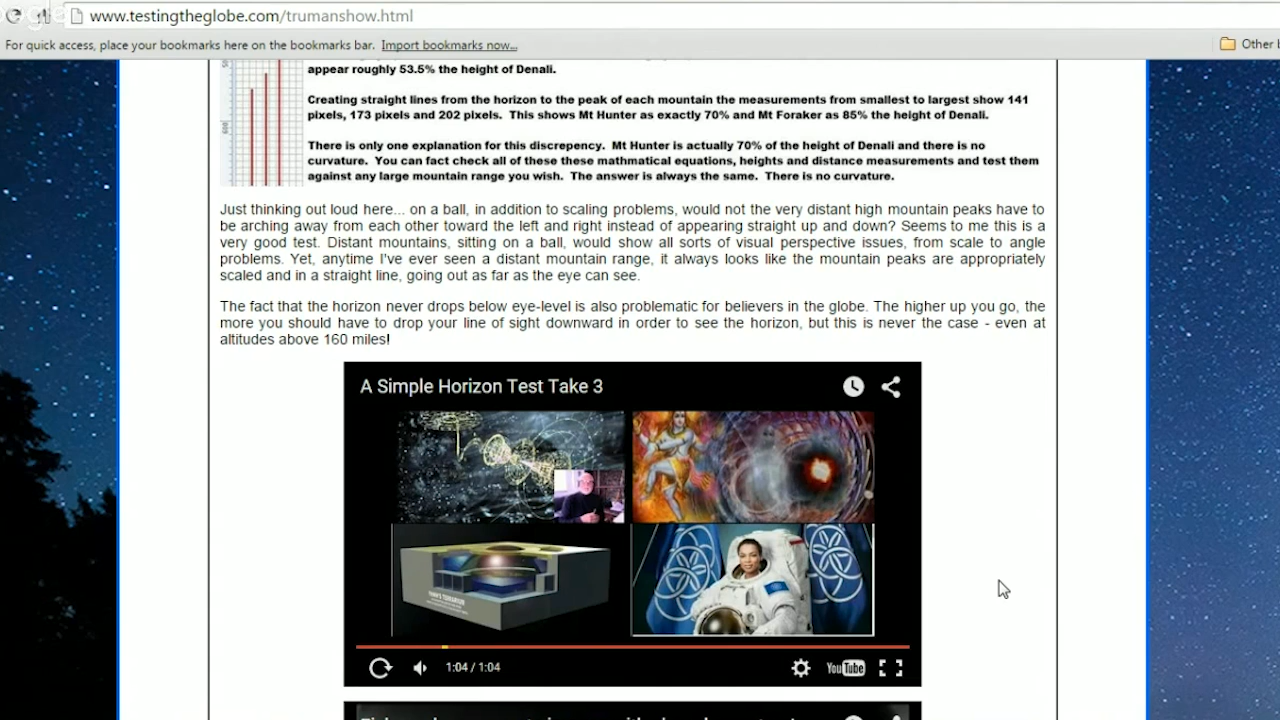 www.testingtheglobe.com/trumanshow.html
For quick access, place your bookmarks here on the bookmarks bar. Import bookmarks now...
Other
appear roughly 53.5% the height of Denali.
Creating straight lines from the horizon to the peak of each mountain the measurements from smallest to largest show 141
pixels, 173 pixels and 202 pixels. This shows Mt Hunter as exactly 70% and Mt Foraker as 85% the height of Denali.
There is only one explanation for this discrepency. Mt Hunter is actually 70% of the height of Denali and there is no
curvature. You can fact check all of these these mathmatical equations, heights and distance measurements and test them
against any large mountain range you wish. The answer is always the same. There is no curvature.
Just thinking out loud here... on a ball, in addition to scaling problems, would not the very distant high mountain peaks have to
be arching away from each other toward the left and right instead of appearing straight up and down? Seems to me this is a
very good test. Distant mountains, sitting on a ball, would show all sorts of visual perspective issues, from scale to angle
problems. Yet, anytime I've ever seen a distant mountain range, it always looks like the mountain peaks are appropriately
scaled and in a straight line, going out as far as the eye can see.
The fact that the horizon never drops below eye-level is also problematic for believers in the globe. The higher up you go, the
more you should have to drop your line of sight downward in order to see the horizon, but this is never the case - even at
altitudes above 160 miles!
A Simple Horizon Test Take 3
1:04 / 1:04
YouTube